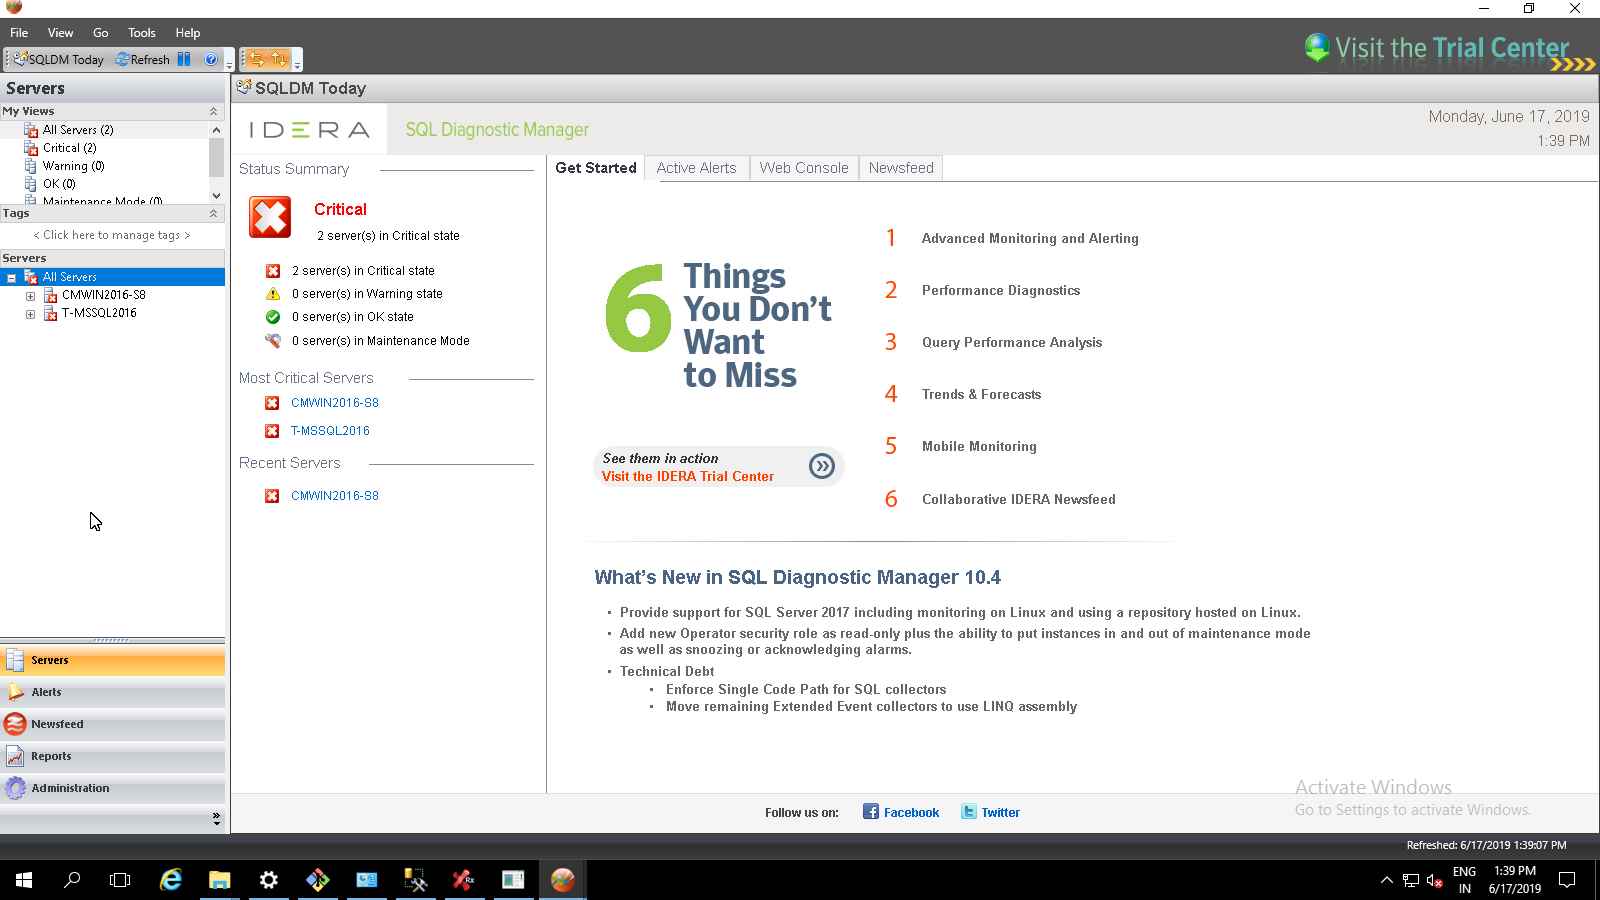 File View Go Tools Help
SQLDM Today Refresh
Visit the Trial Center
Servers
My Views
All Servers (2)
Critical (2)
Warning (0)
OK (0)
Maintenance Mode (0)
Tags
< Click here to manage tags >
Servers
All Servers
CMWIN2016-S8
T-MSSQL2016
Servers
Alerts
Newsfeed
Reports
Administration
SQLDM Today
IDERA SQL Diagnostic Manager
Monday, June 17, 2019
1:39 PM
Status Summary
Critical
2 server(s) in Critical state
2 server(s) in Critical state
0 server(s) in Warning state
0 server(s) in OK state
0 server(s) in Maintenance Mode
Most Critical Servers
CMWIN2016-S8
T-MSSQL2016
Recent Servers
CMWIN2016-S8
Get Started Active Alerts Web Console Newsfeed
6 Things
You Don't
Want
to Miss
See them in action
Visit the IDERA Trial Center
1 Advanced Monitoring and Alerting
2 Performance Diagnostics
3 Query Performance Analysis
4 Trends & Forecasts
5 Mobile Monitoring
6 Collaborative IDERA Newsfeed
What's New in SQL Diagnostic Manager 10.4
• Provide support for SQL Server 2017 including monitoring on Linux and using a repository hosted on Linux.
• Add new Operator security role as read-only plus the ability to put instances in and out of maintenance mode
as well as snoozing or acknowledging alarms.
• Technical Debt
• Enforce Single Code Path for SQL collectors
• Move remaining Extended Event collectors to use LINQ assembly
Activate Windows
Go to Settings to activate Windows.
Follow us on: Facebook Twitter
Refreshed: 6/17/2019 1:39:07 PM
ENG
IN
1:39 PM
6/17/2019